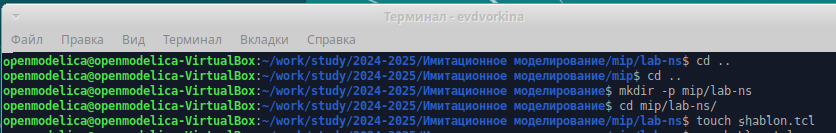 Терминал - evdvorkina
Файл Правка Вид Терминал Вкладки Справка
openmodelica@openmodelica-VirtualBox:~/work/study/2024-2025/Имитационное моделирование/mip/lab-ns$ cd ..
openmodelica@openmodelica-VirtualBox:~/work/study/2024-2025/Имитационное моделирование/mip$ cd ..
openmodelica@openmodelica-VirtualBox:~/work/study/2024-2025/Имитационное моделирование$ mkdir -p mip/lab-ns
openmodelica@openmodelica-VirtualBox:~/work/study/2024-2025/Имитационное моделирование$ cd mip/lab-ns/
openmodelica@openmodelica-VirtualBox:~/work/study/2024-2025/Имитационное моделирование/mip/lab-ns$ touch shablon.tcl